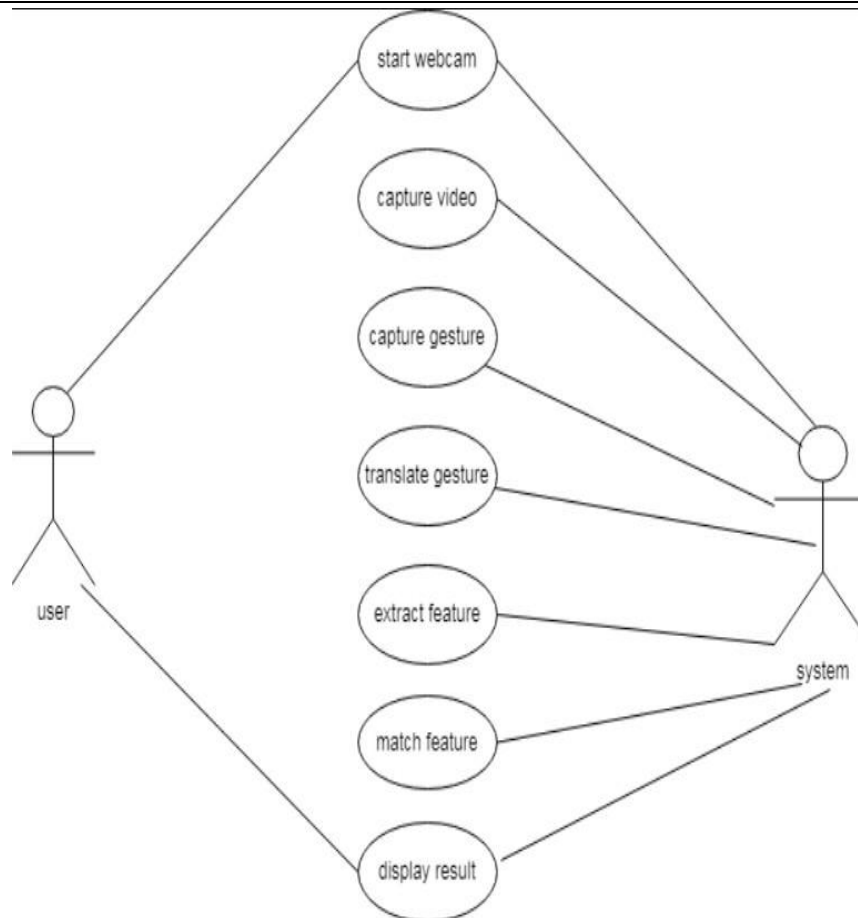 start webcam
capture video
capture gesture
translate gesture
extract feature
user
system
match feature
display result